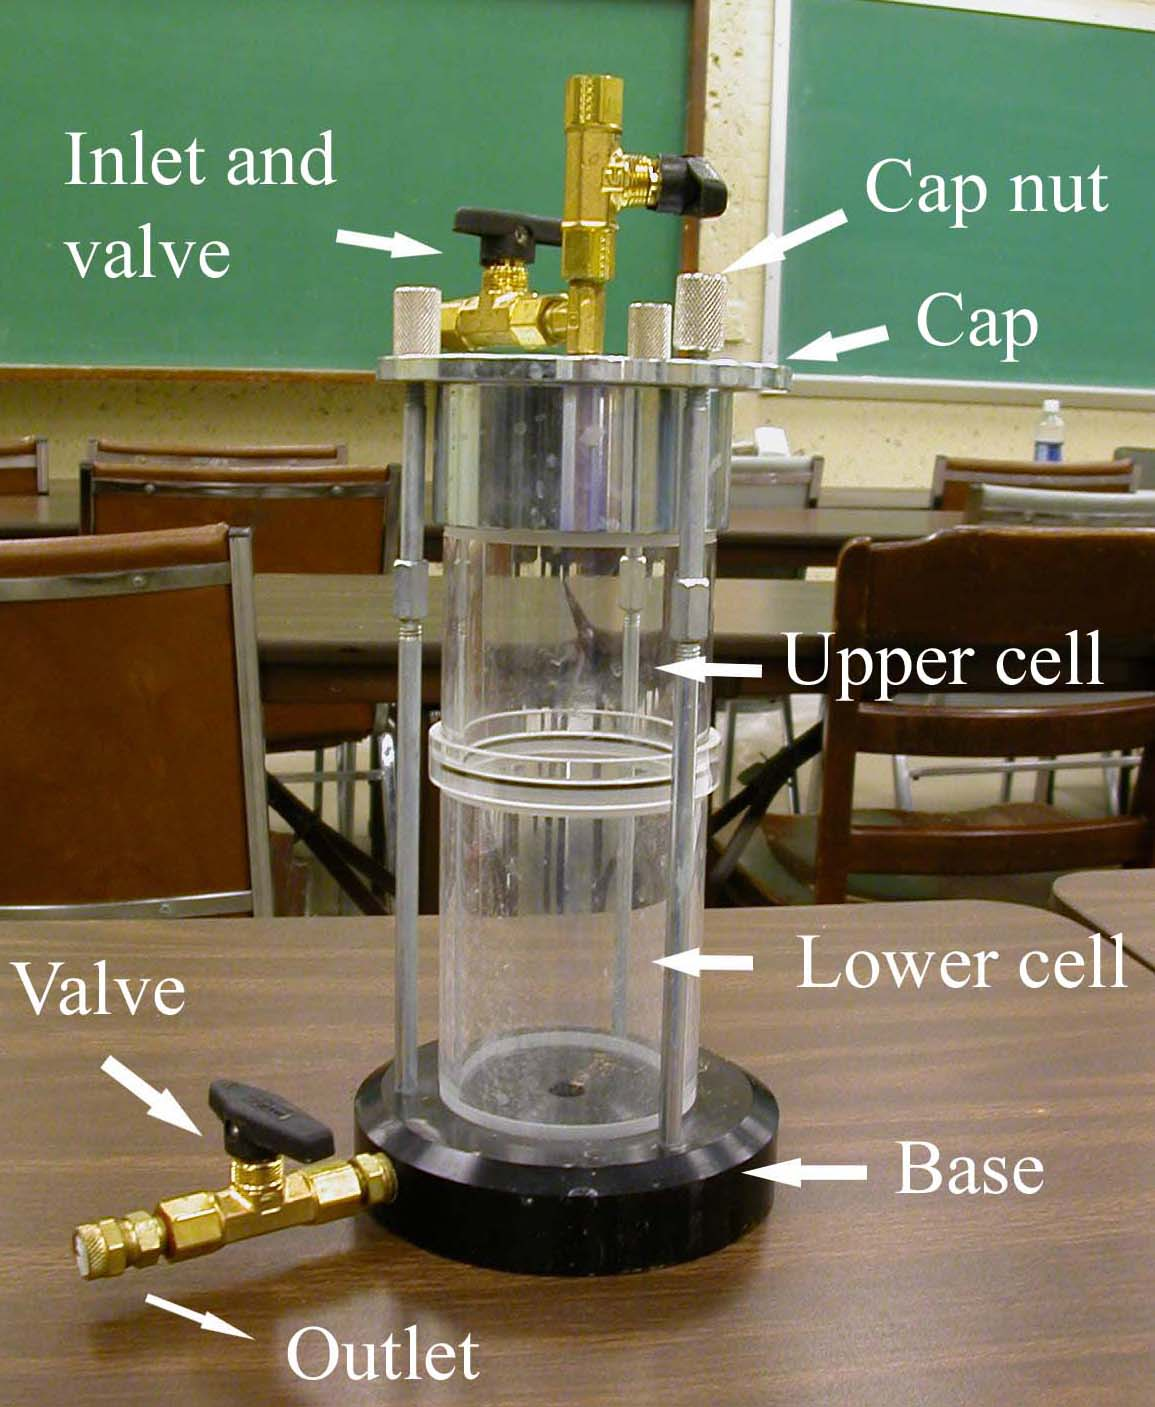 Inlet and
valve
Cap nut
Cap
Upper cell
Lower cell
Valve
Base
Outlet